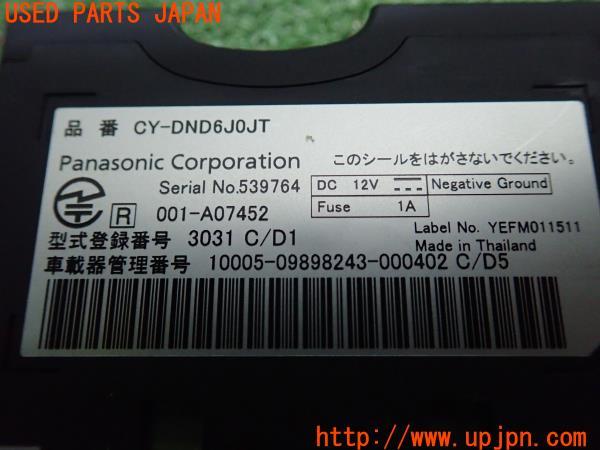 USED PARTS JAPAN
品 番 CY-DND6J0JT
Panasonic Corporation
このシールをはがさないでください。
Serial No.539764
DC 12V
Negative Ground
Fuse 1A
R 001-A07452
Label No. YEFM011511
型式登録番号 3031 C/D1
Made in Thailand
車載器管理番号 10005-09898243-000402 C/D5
UPJ
http://www.upjpn.com/